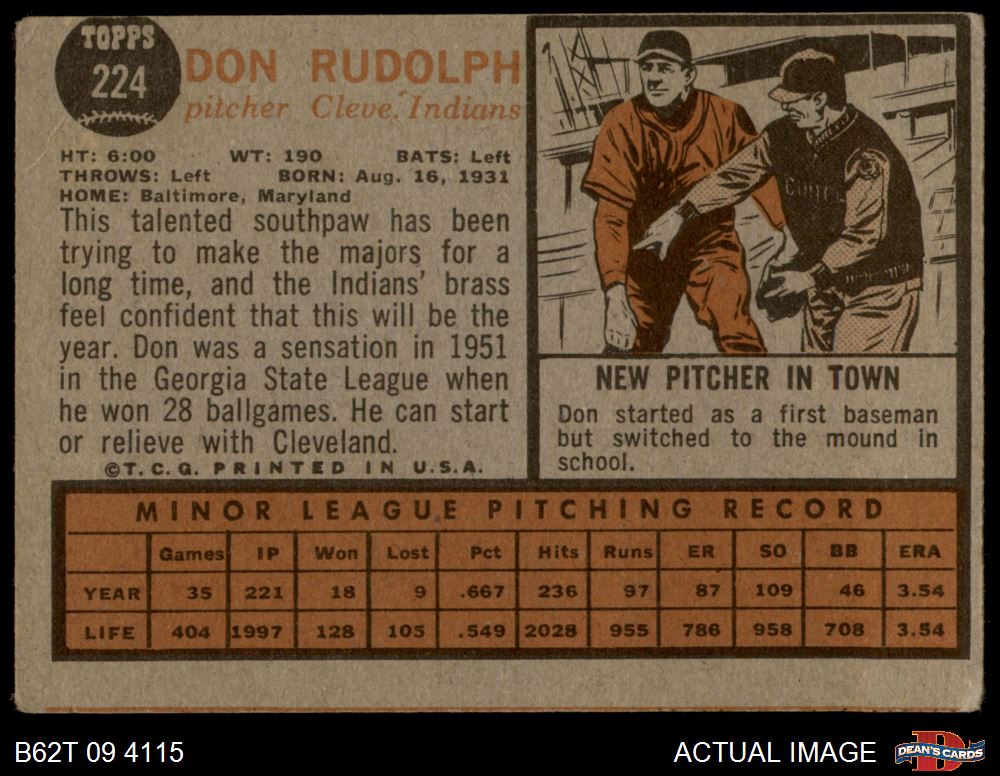 TOPPS
224
DON RUDOLPH
pitcher Cleve. Indians
HT: 6:00 WT: 190 BATS: Left
THROWS: Left BORN: Aug. 16, 1931
HOME: Baltimore, Maryland
This talented southpaw has been
trying to make the majors for a
long time, and the Indians' brass
feel confident that this will be the
year. Don was a sensation in 1951
in the Georgia State League when
he won 28 ballgames. He can start
or relieve with Cleveland.
©T.C.G. PRINTED IN U.S.A.
NEW PITCHER IN TOWN
Don started as a first baseman
but switched to the mound in
school.
MINOR LEAGUE PITCHING RECORD
Games IP Won Lost Pct Hits Runs ER SO BB ERA
YEAR 35 221 18 9 .667 236 97 87 109 46 3.54
LIFE 404 1997 128 105 .549 2028 955 786 958 708 3.54
B62T 09 4115
ACTUAL IMAGE
DEAN'S CARDS